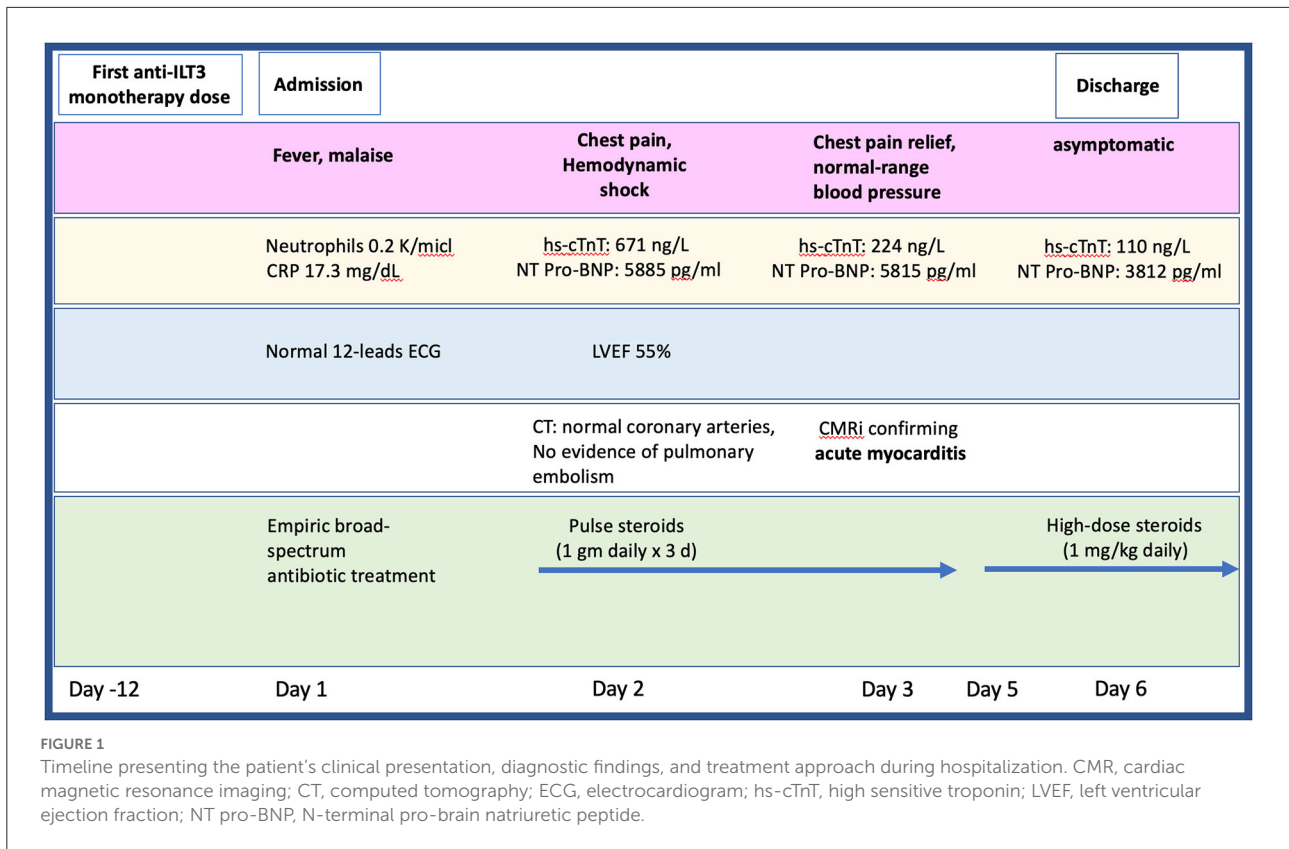 First anti-ILT3
monotherapy dose
Admission
Discharge
Fever, malaise
Chest pain,
Hemodynamic
shock
Chest pain relief,
normal-range
blood pressure
asymptomatic
Neutrophils 0.2 K/micl
CRP 17.3 mg/dL
hs-cTnT: 671 ng/L
NT Pro-BNP: 5885 pg/ml
hs-cTnT: 224 ng/L
NT Pro-BNP: 5815 pg/ml
hs-cTnT: 110 ng/L
NT Pro-BNP: 3812 pg/ml
Normal 12-leads ECG
LVEF 55%
CT: normal coronary arteries,
No evidence of pulmonary
embolism
CMRi confirming
acute myocarditis
Empiric broad-
spectrum
antibiotic treatment
Pulse steroids
(1 gm daily x 3 d)
High-dose steroids
(1 mg/kg daily)
Day -12
Day 1
Day 2
Day 3
Day 5
Day 6
FIGURE 1
Timeline presenting the patient's clinical presentation, diagnostic findings, and treatment approach during hospitalization. CMR, cardiac
magnetic resonance imaging; CT, computed tomography; ECG, electrocardiogram; hs-cTnT, high sensitive troponin; LVEF, left ventricular
ejection fraction; NT pro-BNP, N-terminal pro-brain natriuretic peptide.